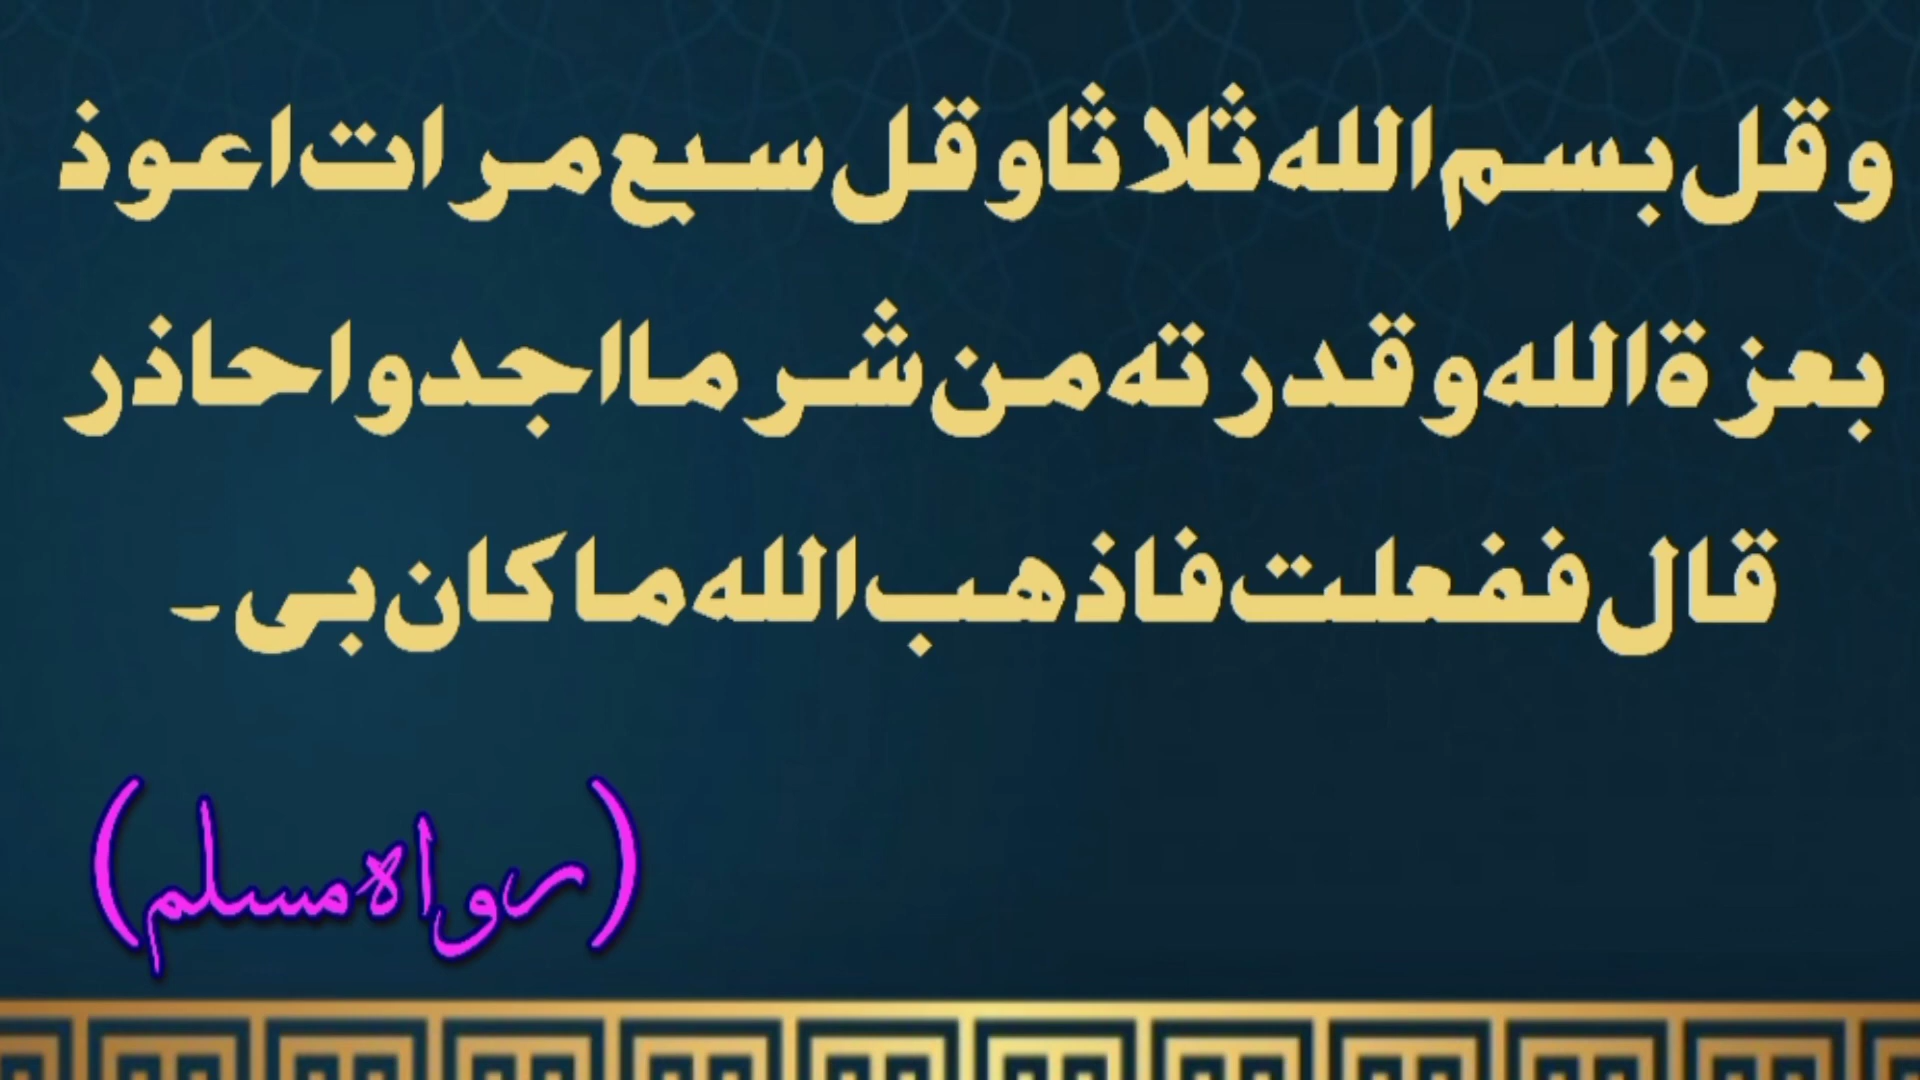 وقل بسم الله ثلاثا وقل سبع مرات اعوذ
بعزة الله وقدرته من شر ما اجد واحاذر
قال ففعلت فاذهب الله ما كان بی۔
(رواہ مسلم)